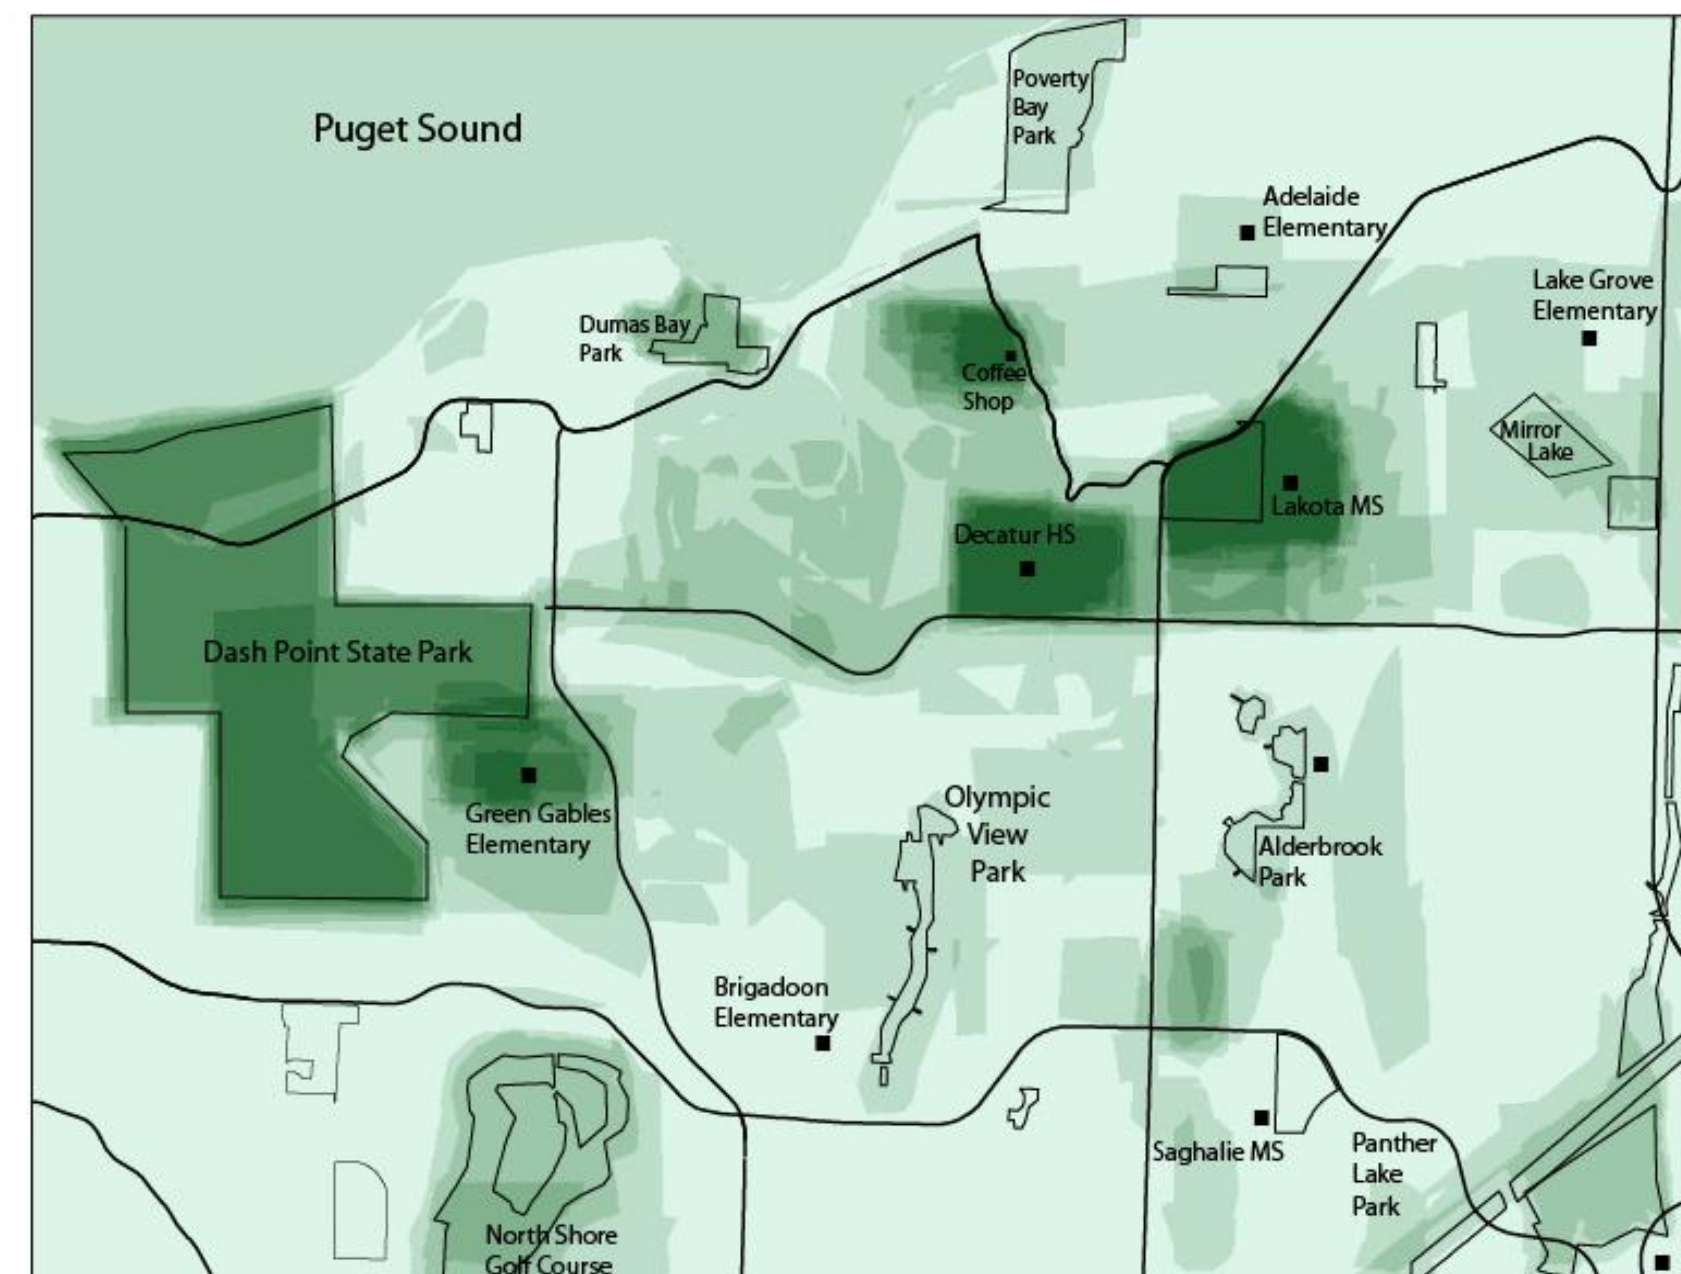 Puget Sound
Poverty
Bay
Park
Adelaide
Elementary
Lake Grove
Elementary
Dumas Bay
Park
Coffee
Shop
Mirror
Lake
Lakota MS
Decatur HS
Dash Point State Park
Green Gables
Elementary
Olympic
View
Park
Alderbrook
Park
Brigadoon
Elementary
Saghalie MS
Panther
Lake
Park
North Shore
Golf Course